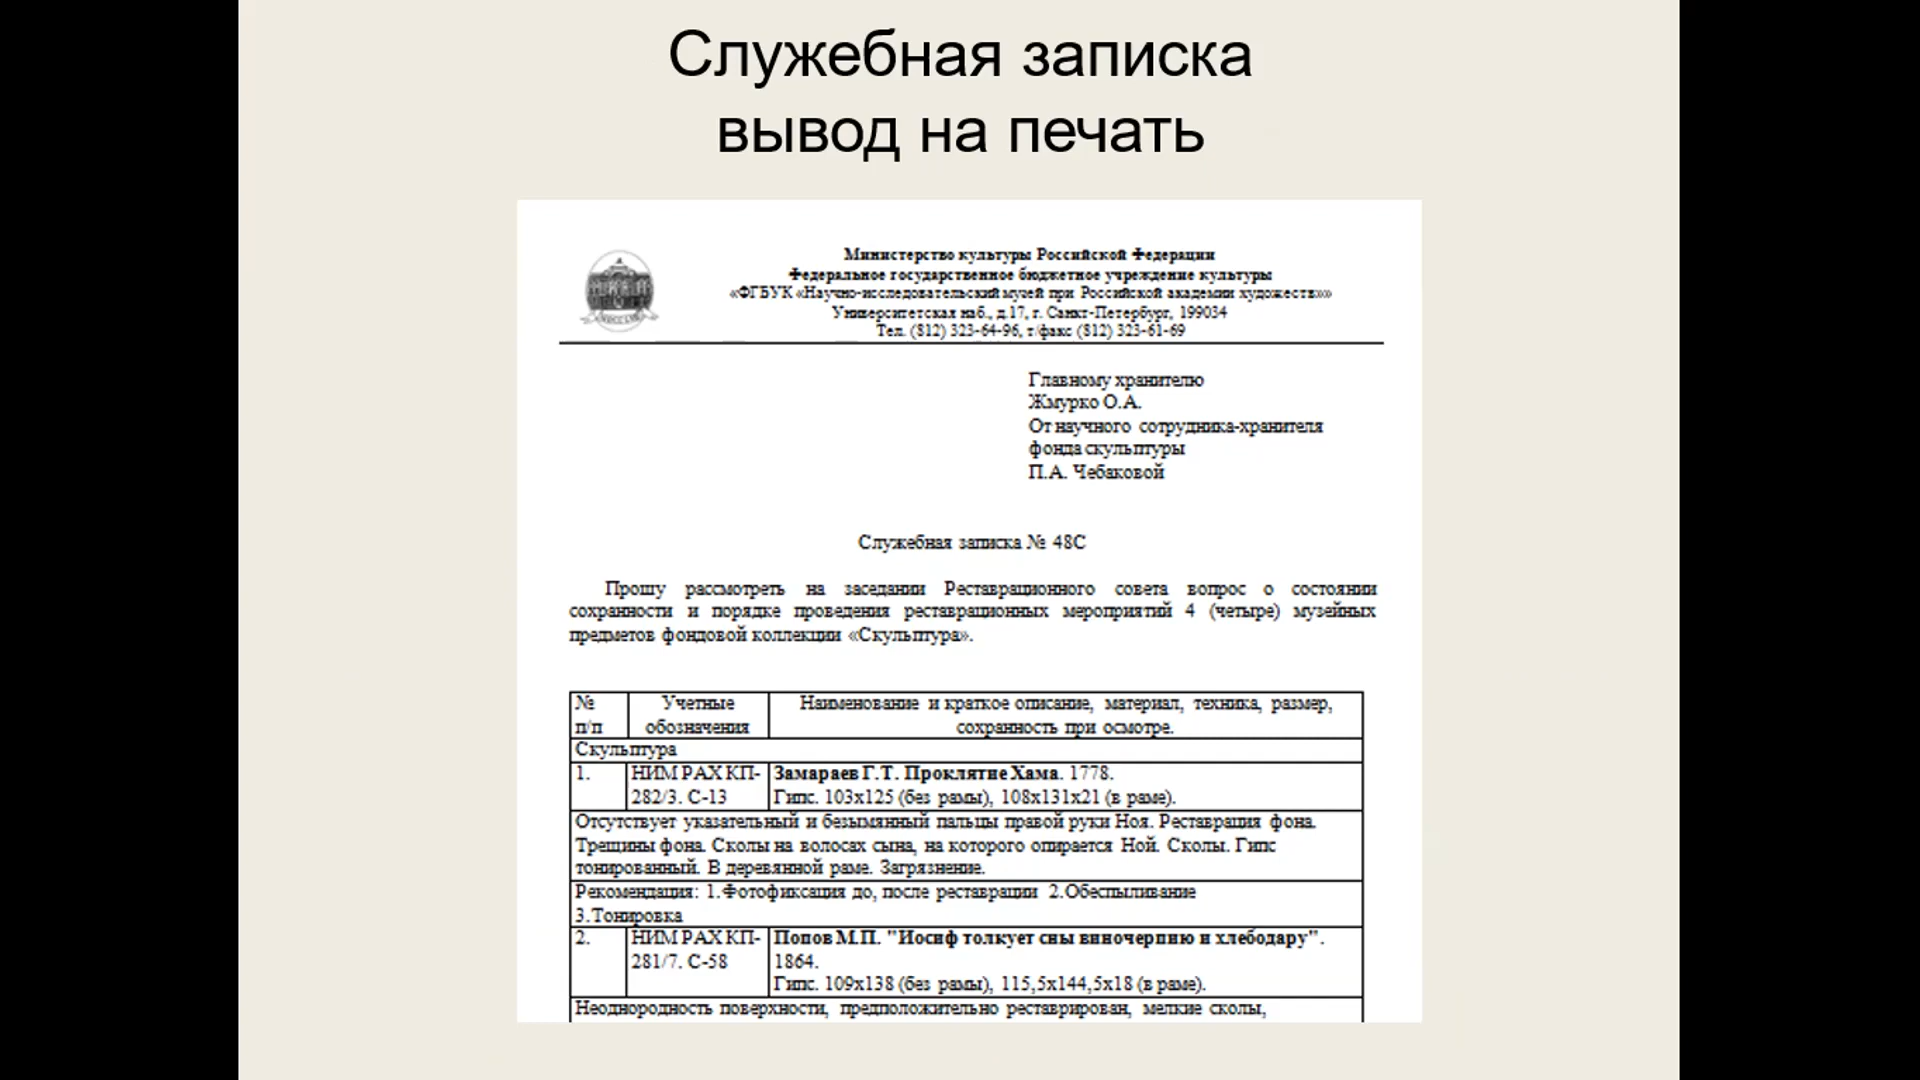 Служебная записка
вывод на печать
Министерство культуры Российской Федерации
Федеральное государственное бюджетное учреждение культуры
«ФГБУК «Научно-исследовательский музей при Российской академии художеств»»
Университетская наб., д.17, г. Санкт-Петербург, 199034
Тел. (812) 323-64-96, т/факс (812) 323-61-69
Главному хранителю
Жмурко О.А.
От научного сотрудника-хранителя
фонда скульптуры
П.А. Чебаковой
Служебная записка № 48С
Прошу рассмотреть на заседании Реставрационного совета вопрос о состоянии
сохранности и порядке проведения реставрационных мероприятий 4 (четыре) музейных
предметов фондовой коллекции «Скульптура».
№ Учетные Наименование и краткое описание, материал, техника, размер,
п/п обозначения сохранность при осмотре.
Скульптура
1. НИМ РАХ КП- Замараев Г.Т. Проклятие Хама. 1778.
282/3. С-13 Гипс. 103х125 (без рамы), 108х131х21 (в раме).
Отсутствует указательный и безымянный пальцы правой руки Ноя. Реставрация фона.
Трещины фона. Сколы на волосах сына, на которого опирается Ной. Сколы. Гипс
тонированный. В деревянной раме. Загрязнение.
Рекомендация: 1.Фотофиксация до, после реставрации 2.Обеспыливание
3.Тонировка
2. НИМ РАХ КП- Попов М.П. "Иосиф толкует сны виночерпию и хлебодару".
281/7. С-58 1864.
Гипс. 109х138 (без рамы), 115,5х144,5х18 (в раме).
Неоднородность поверхности, предположительно реставрирован, мелкие сколы,